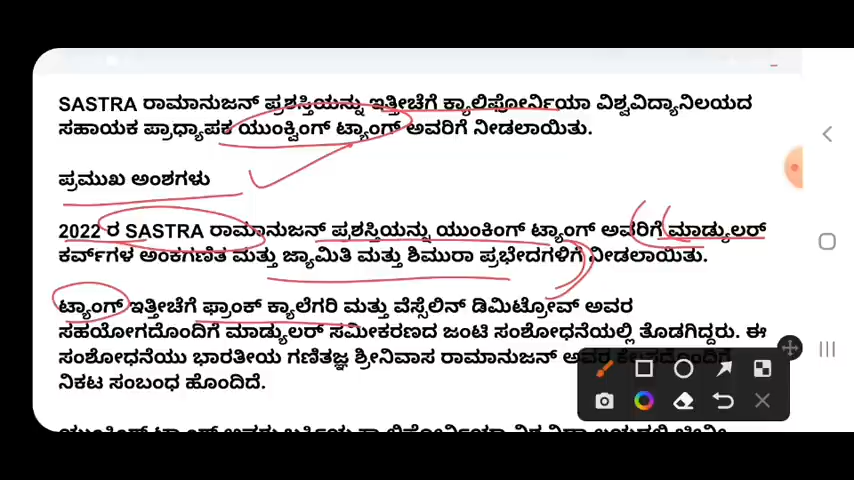 SASTRA ರಾಮಾನುಜನ್ ಪ್ರಶಸ್ತಿಯನ್ನು ಇತ್ತೀಚೆಗೆ ಕ್ಯಾಲಿಫೋರ್ನಿಯಾ ವಿಶ್ವವಿದ್ಯಾನಿಲಯದ
ಸಹಾಯಕ ಪ್ರಾಧ್ಯಾಪಕ ಯುಂಕ್ವಿಂಗ್ ಟ್ಯಾಂಗ್ ಅವರಿಗೆ ನೀಡಲಾಯಿತು.
ಪ್ರಮುಖ ಅಂಶಗಳು
2022 ರ SASTRA ರಾಮಾನುಜನ್ ಪ್ರಶಸ್ತಿಯನ್ನು ಯುಂಕಿಂಗ್ ಟ್ಯಾಂಗ್ ಅವರಿಗೆ ಮಾಡ್ಯುಲರ್
ಕರ್ವ್‌ಗಳ ಅಂಕಗಣಿತ ಮತ್ತು ಜ್ಯಾಮಿತಿ ಮತ್ತು ಶಿಮುರಾ ಪ್ರಭೇದಗಳಿಗೆ ನೀಡಲಾಯಿತು.
ಟ್ಯಾಂಗ್ ಇತ್ತೀಚೆಗೆ ಫ್ರಾಂಕ್ ಕ್ಯಾಲೆಗರಿ ಮತ್ತು ವೆಸ್ಸೆಲಿನ್ ಡಿಮಿಟ್ರೋವ್ ಅವರ
ಸಹಯೋಗದೊಂದಿಗೆ ಮಾಡ್ಯುಲರ್ ಸಮೀಕರಣದ ಜಂಟಿ ಸಂಶೋಧನೆಯಲ್ಲಿ ತೊಡಗಿದ್ದರು. ಈ
ಸಂಶೋಧನೆಯು ಭಾರತೀಯ ಗಣಿತಜ್ಞ ಶ್ರೀನಿವಾಸ ರಾಮಾನುಜನ್ ಅವರ
ನಿಕಟ ಸಂಬಂಧ ಹೊಂದಿದೆ.